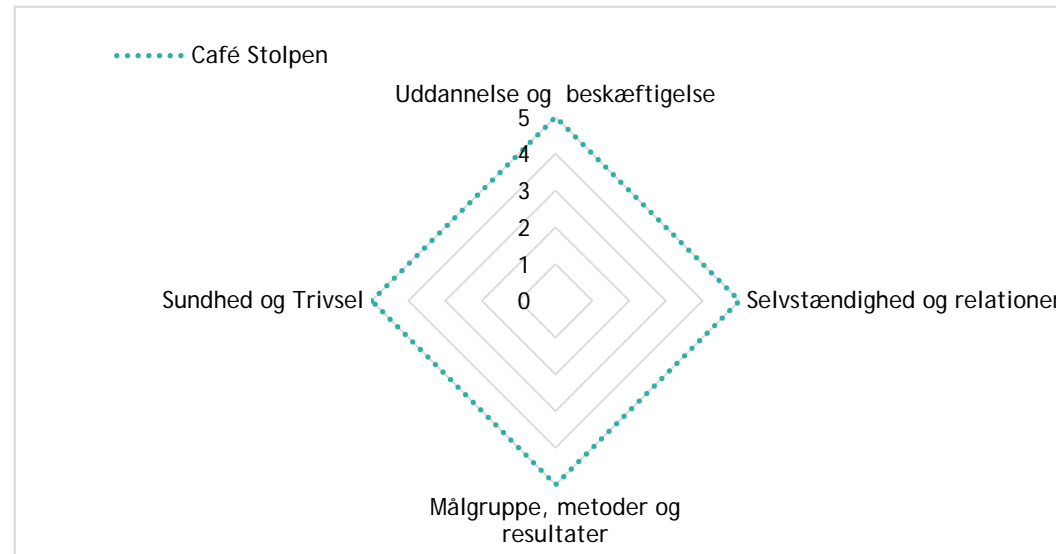 Café Stolpen
Uddannelse og  beskæftigelse
5
4
3
2
1
0
Sundhed og Trivsel
Selvstændighed og relationer
Målgruppe, metoder og
resultater